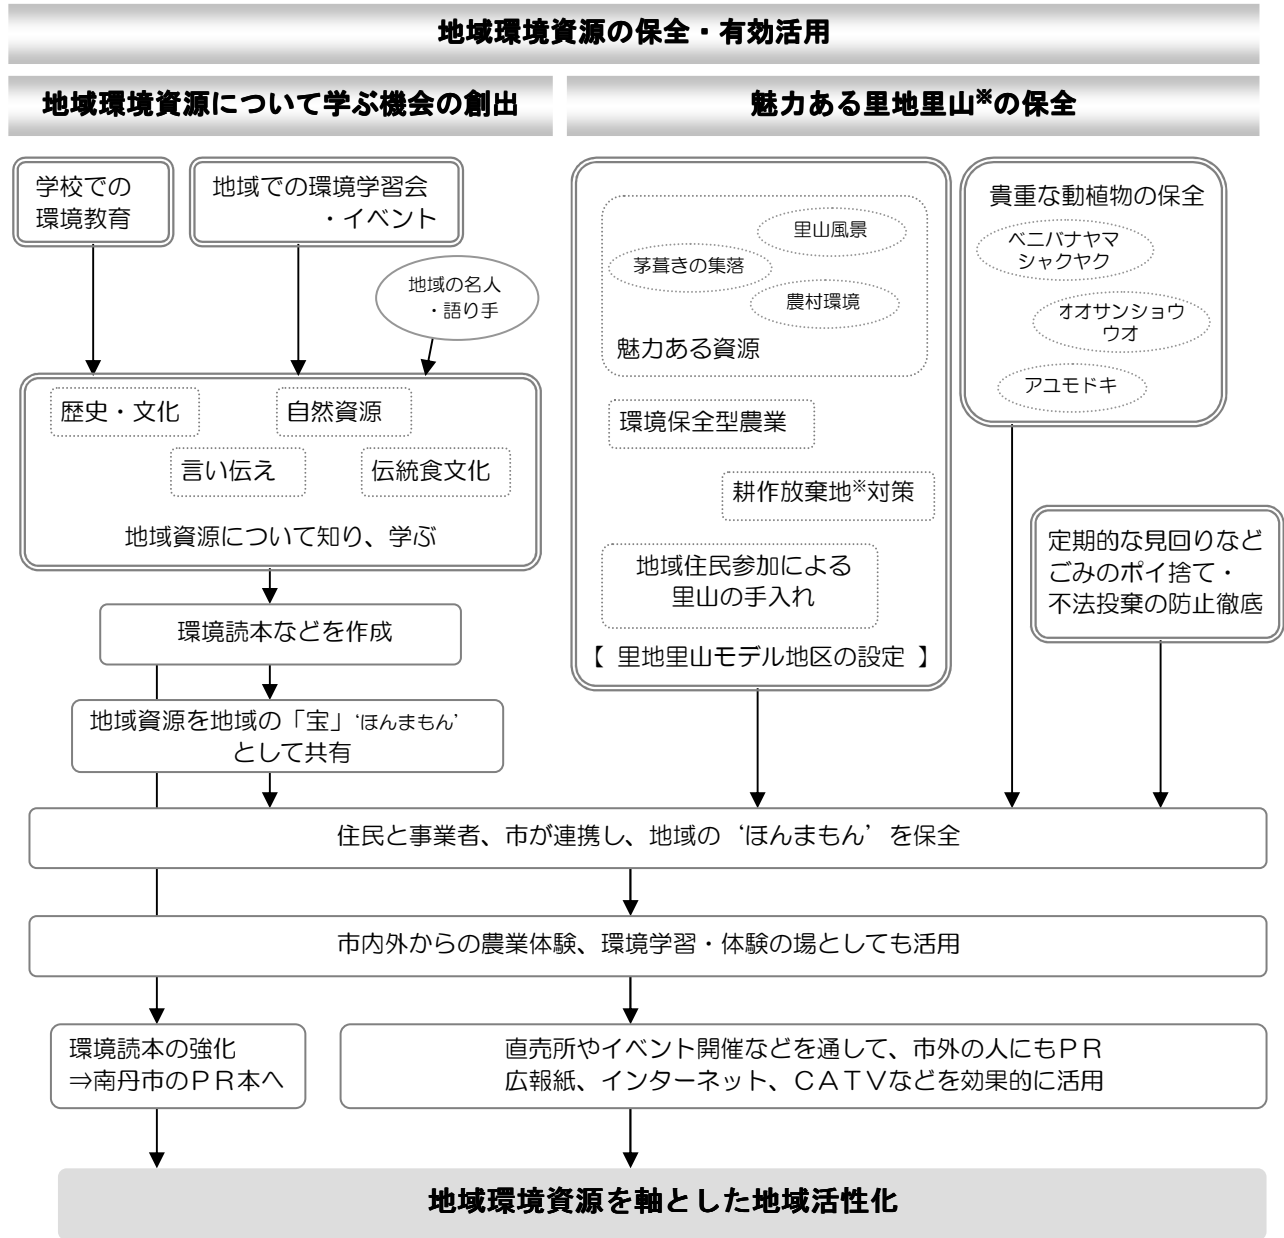 地域環境資源の保全・有効活用
地域環境資源について学ぶ機会の創出
魅力ある里地里山※の保全
学校での
環境教育
地域での環境学習会
・イベント
地域の名人
・語り手
歴史・文化
自然資源
言い伝え
伝統食文化
地域資源について知り、学ぶ
環境読本などを作成
地域資源を地域の「宝」‘ほんまもん’
として共有
里山風景
茅葺きの集落
農村環境
魅力ある資源
環境保全型農業
耕作放棄地※対策
地域住民参加による
里山の手入れ
【 里地里山モデル地区の設定 】
貴重な動植物の保全
ベニバナヤマ
シャクヤク
オオサンショウ
ウオ
アユモドキ
定期的な見回りなど
ごみのポイ捨て・
不法投棄の防止徹底
住民と事業者、市が連携し、地域の‘ほんまもん’を保全
市内外からの農業体験、環境学習・体験の場としても活用
環境読本の強化
⇒南丹市のPR本へ
直売所やイベント開催などを通して、市外の人にもPR
広報紙、インターネット、CATVなどを効果的に活用
地域環境資源を軸とした地域活性化